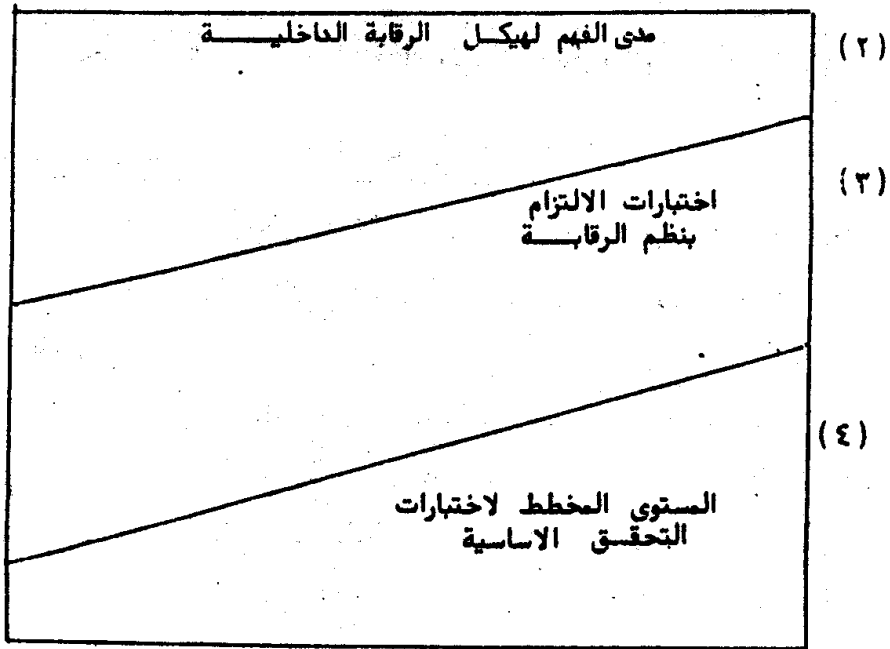 مدى الفهم لهيكل الرقابة الداخلية
(٢)
(٣)
اختبارات الالتزام
بنظم الرقابة
(٤)
المستوى المخطط لاختبارات
التحقق الاساسية